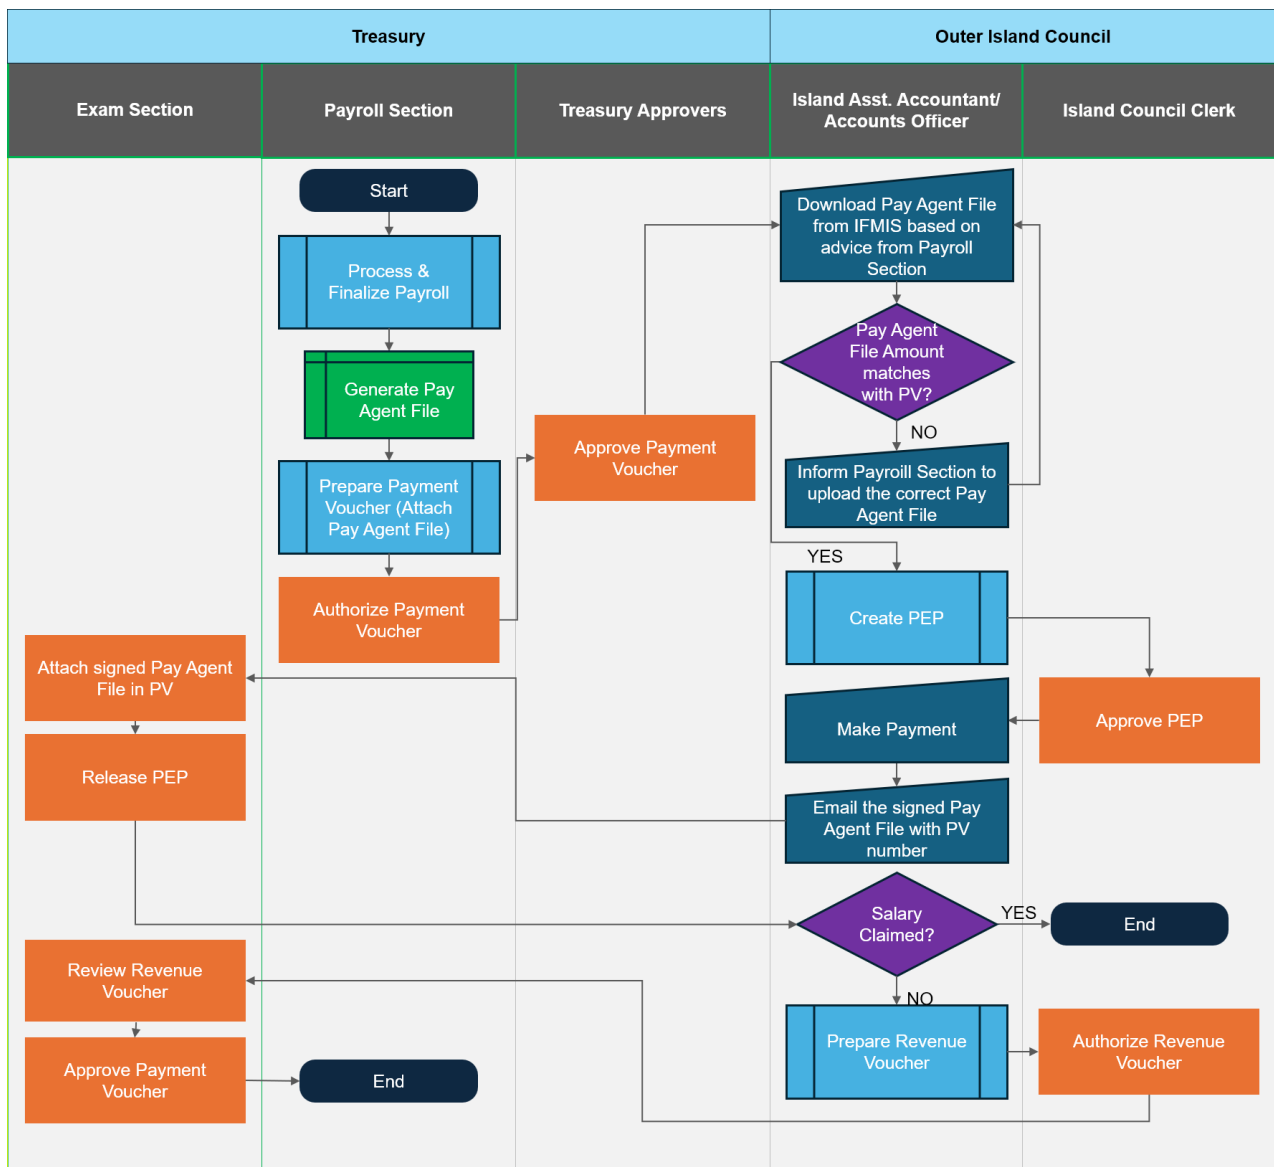 Treasury
Outer Island Council
Exam Section
Payroll Section
Treasury Approvers
Island Asst. Accountant/
Accounts Officer
Island Council Clerk
Start
Process &
Finalize Payroll
Generate Pay
Agent File
Prepare Payment
Voucher (Attach
Pay Agent File)
Authorize Payment
Voucher
Approve Payment
Voucher
Download Pay Agent File
from IFMIS based on
advice from Payroll
Section
Pay Agent
File Amount
matches
with PV?
NO
Inform Payroill Section to
upload the correct Pay
Agent File
YES
Create PEP
Approve PEP
Make Payment
Email the signed Pay
Agent File with PV
number
Attach signed Pay Agent
File in PV
Release PEP
Salary
Claimed?
YES
End
NO
Prepare Revenue
Voucher
Authorize Revenue
Voucher
Review Revenue
Voucher
Approve Payment
Voucher
End